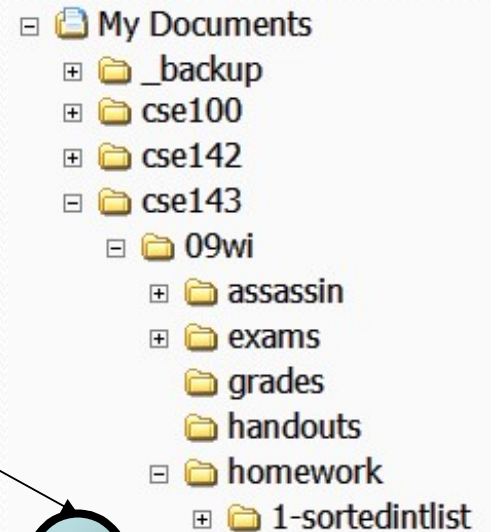 My Documents
_backup
cse100
cse142
cse143
09wi
assassin
exams
grades
handouts
homework
1-sortedintlist